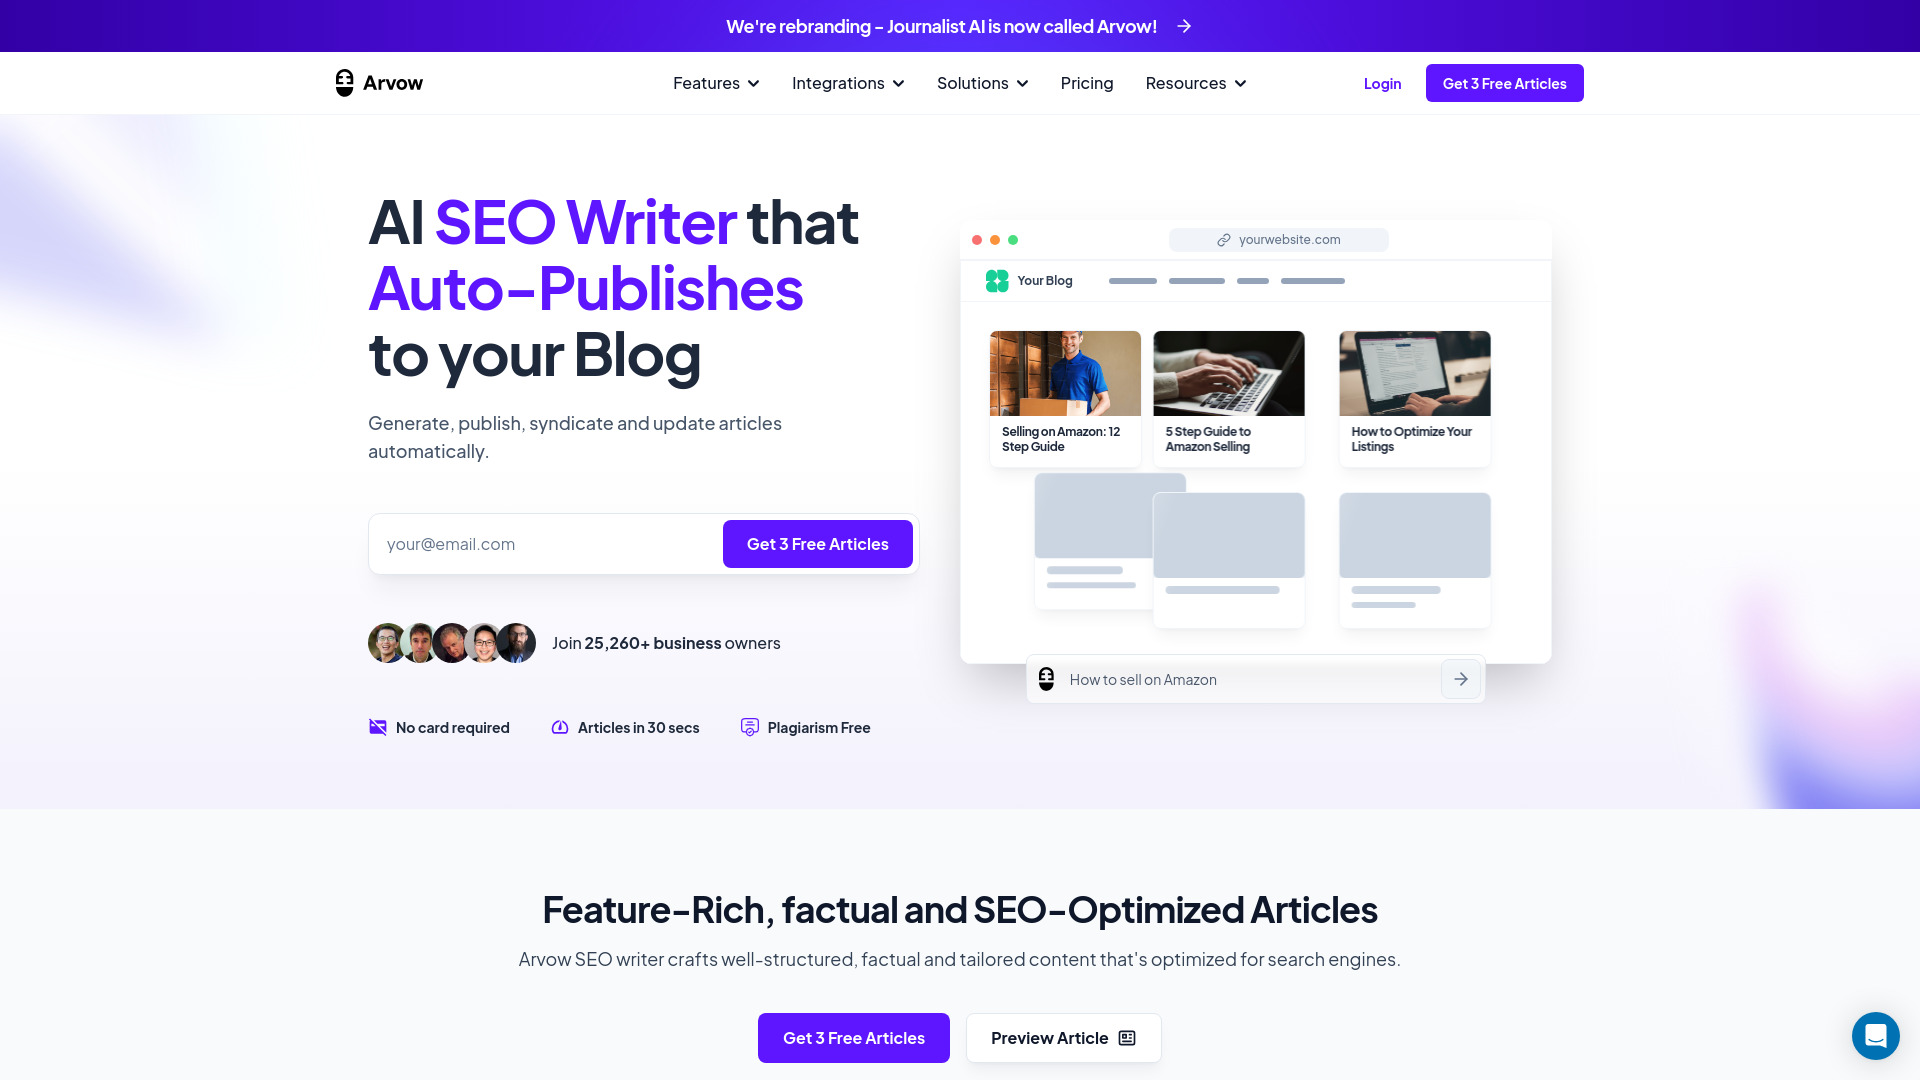 We're rebranding - Journalist AI is now called Arvow!
Arvow
Features
Integrations
Solutions
Pricing
Resources
Login
Get 3 Free Articles
AI SEO Writer that
Auto-Publishes
to your Blog
Generate, publish, syndicate and update articles
automatically.
your@email.com
Get 3 Free Articles
Join 25,260+ business owners
No card required
Articles in 30 secs
Plagiarism Free
yourwebsite.com
Your Blog
Selling on Amazon: 12
Step Guide
5 Step Guide to
Amazon Selling
How to Optimize Your
Listings
How to sell on Amazon
Feature-Rich, factual and SEO-Optimized Articles
Arvow SEO writer crafts well-structured, factual and tailored content that's optimized for search engines.
Get 3 Free Articles
Preview Article